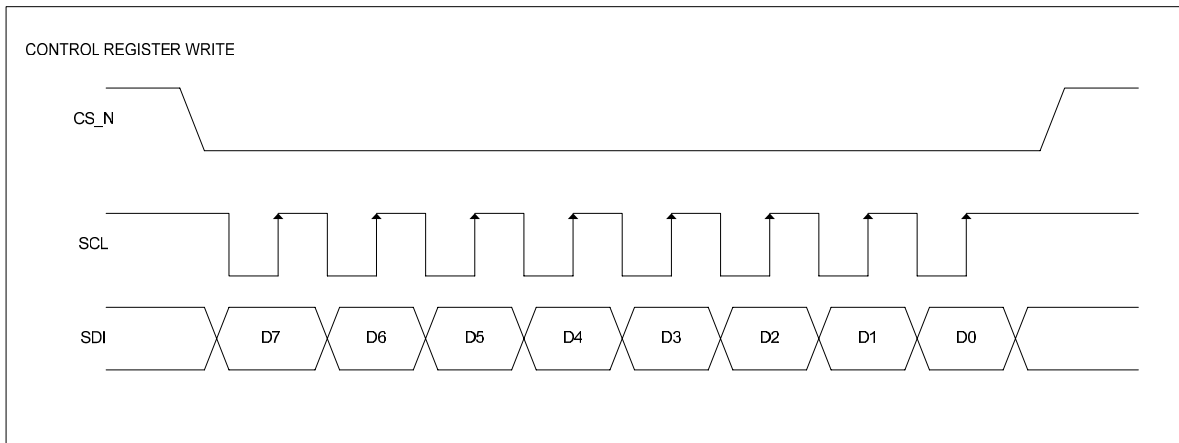 CONTROL REGISTER WRITE
CS_N
SCL
SDI D7 D6 D5 D4 D3 D2 D1 D0